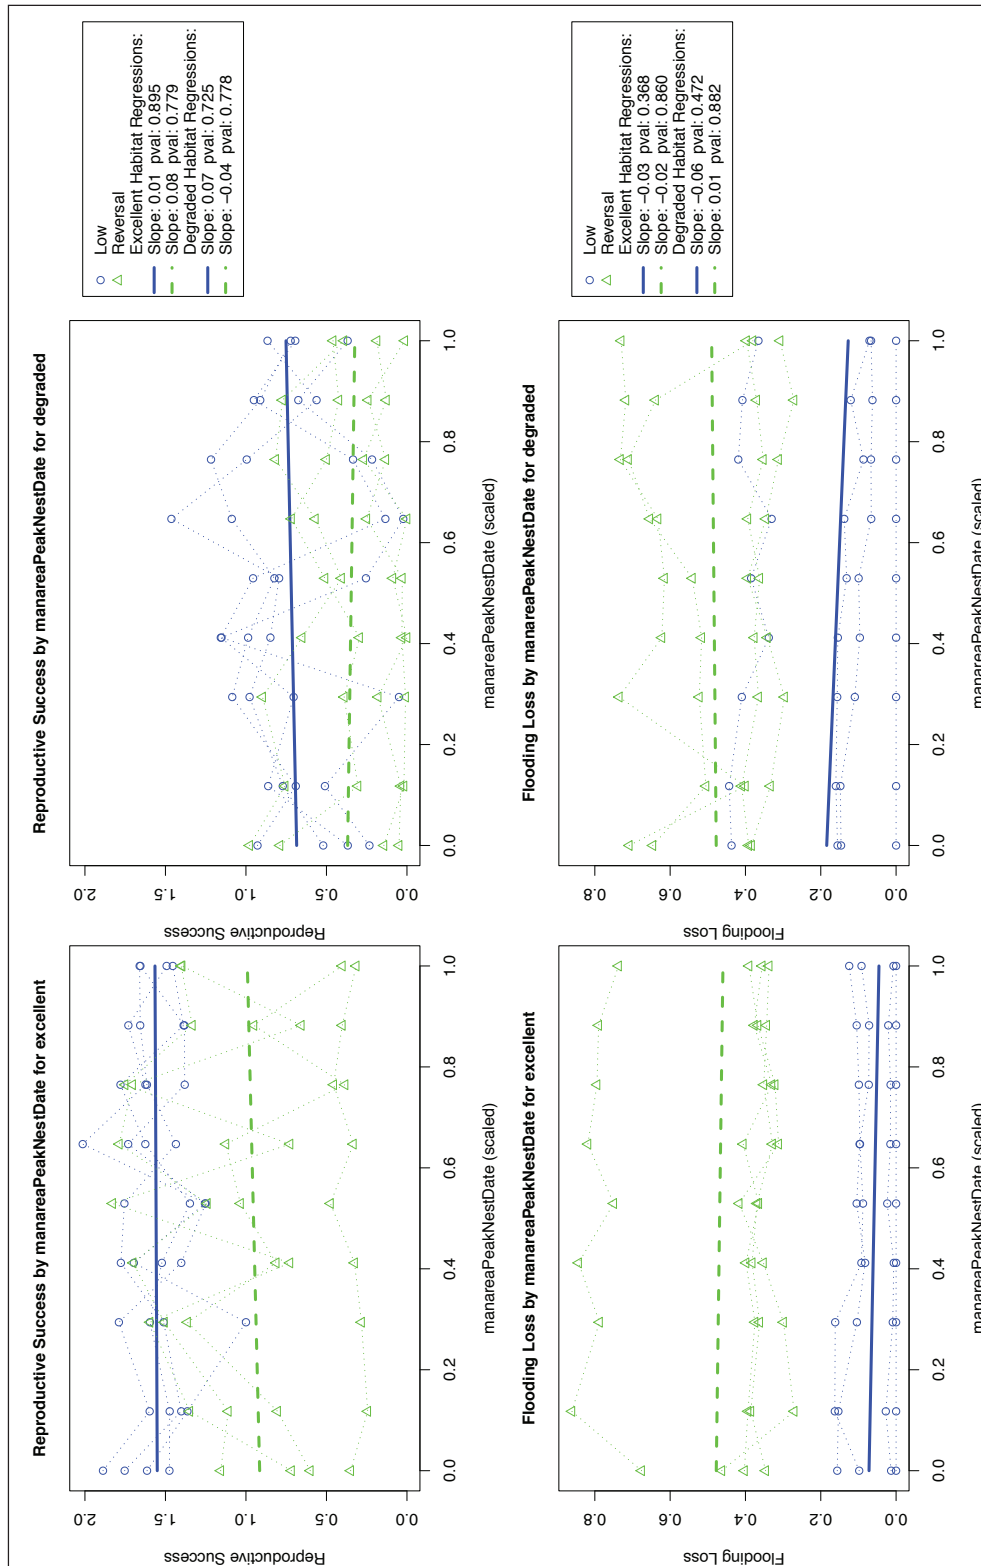 Reproductive Success by manareaPeakNestDate for excellent
Reproductive Success
0.0 0.5 1.0 1.5 2.0
0.0 0.2 0.4 0.6 0.8 1.0
manareaPeakNestDate (scaled)
Reproductive Success by manareaPeakNestDate for degraded
Reproductive Success
0.0 0.5 1.0 1.5 2.0
0.0 0.2 0.4 0.6 0.8 1.0
manareaPeakNestDate (scaled)
Low
Reversal
Excellent Habitat Regressions:
Slope: 0.01 pval: 0.895
Slope: 0.08 pval: 0.779
Degraded Habitat Regressions:
Slope: 0.07 pval: 0.725
Slope: −0.04 pval: 0.778
Flooding Loss by manareaPeakNestDate for excellent
Flooding Loss
0.0 0.2 0.4 0.6 0.8
0.0 0.2 0.4 0.6 0.8 1.0
manareaPeakNestDate (scaled)
Flooding Loss by manareaPeakNestDate for degraded
Flooding Loss
0.0 0.2 0.4 0.6 0.8
0.0 0.2 0.4 0.6 0.8 1.0
manareaPeakNestDate (scaled)
Low
Reversal
Excellent Habitat Regressions:
Slope: −0.03 pval: 0.368
Slope: −0.02 pval: 0.860
Degraded Habitat Regressions:
Slope: −0.06 pval: 0.472
Slope: 0.01 pval: 0.882